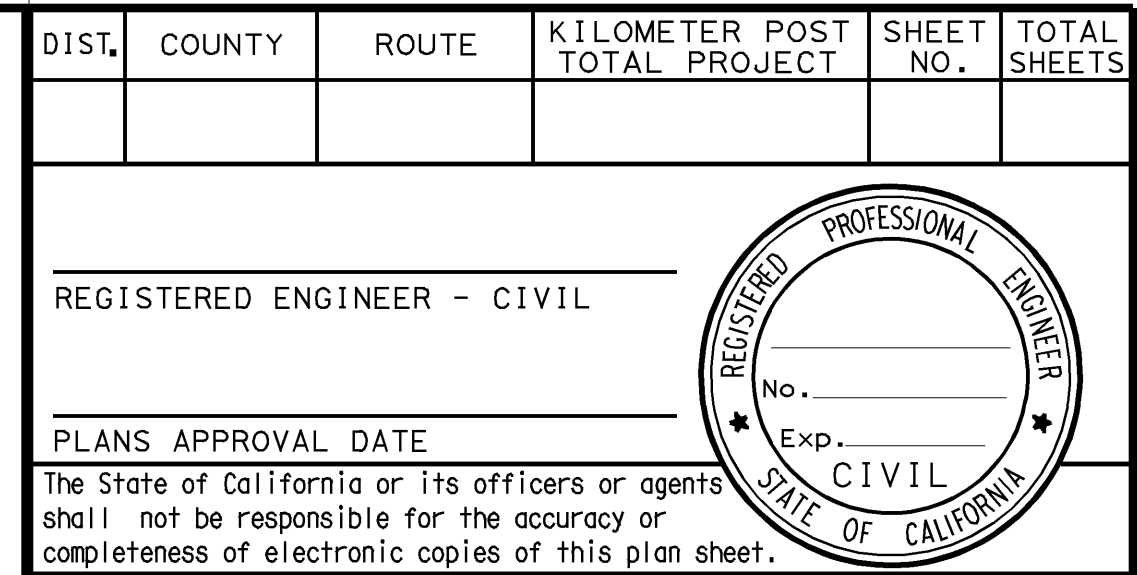 DIST. COUNTY ROUTE KILOMETER POST TOTAL PROJECT SHEET NO. TOTAL SHEETS
REGISTERED ENGINEER - CIVIL
PLANS APPROVAL DATE
The State of California or its officers or agents
shall not be responsible for the accuracy or
completeness of electronic copies of this plan sheet.
REGISTERED PROFESSIONAL ENGINEER
No.
Exp.
CIVIL
STATE OF CALIFORNIA